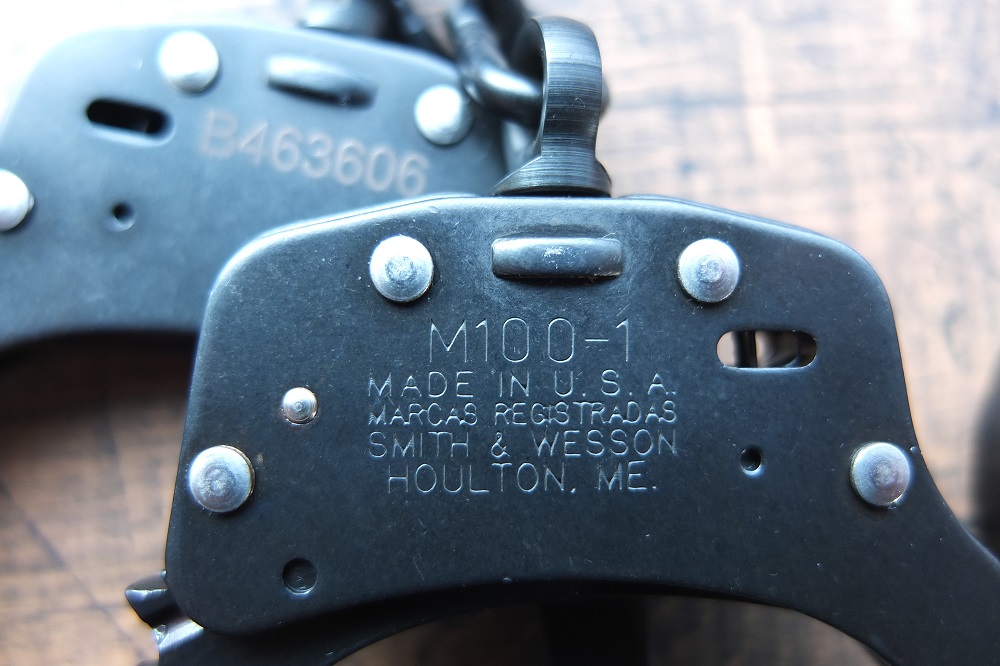 B463606
M100-1
MADE IN U.S.A.
MARCAS REGISTRADAS
SMITH & WESSON
HOULTON, ME.